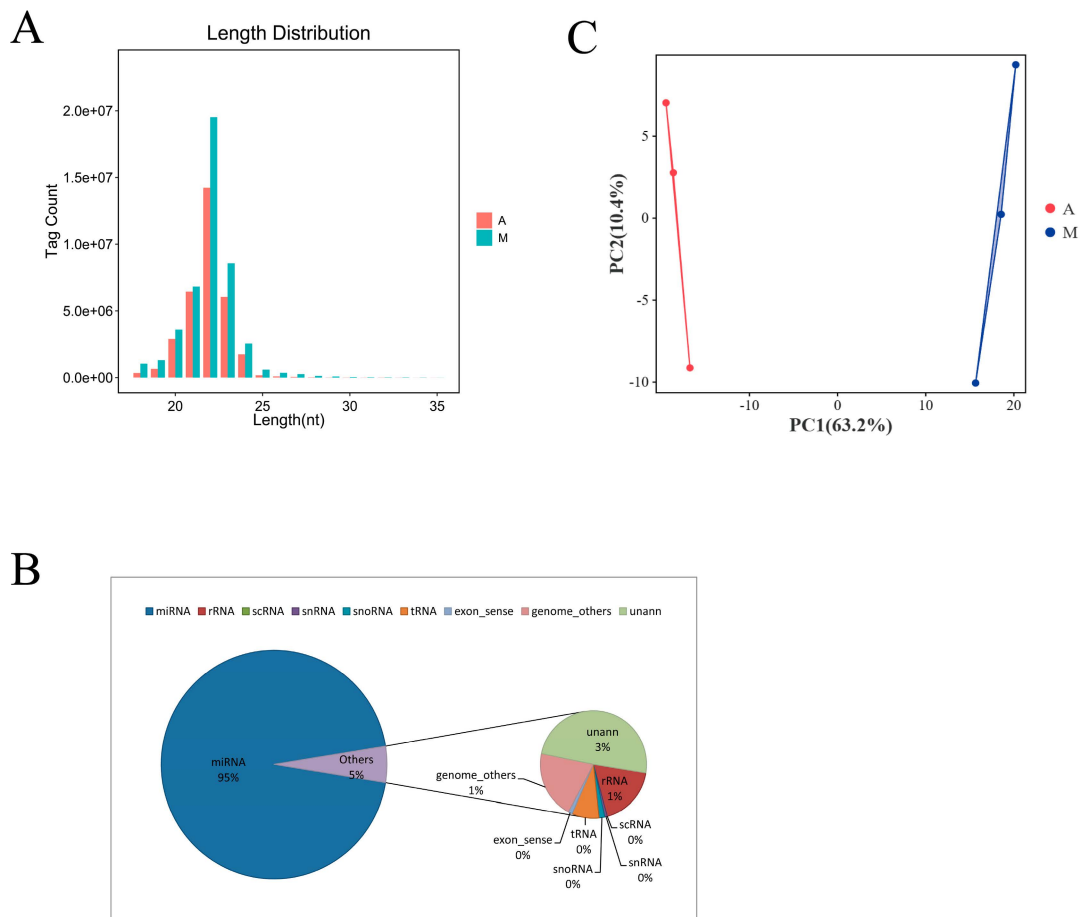 A
Length Distribution
2.0e+07
1.5e+07
1.0e+07
5.0e+06
0.0e+00
Tag Count
20 25 30 35
Length(nt)
A
M
C
5
0
-5
-10
PC2(10.4%)
-10 0 10 20
PC1(63.2%)
A
M
B
miRNA rRNA scRNA snRNA snoRNA tRNA exon_sense genome_others unann
miRNA
95%
Others
5%
unann
3%
genome_others
1%
rRNA
1%
exon_sense
0%
tRNA
0%
snoRNA
0%
scRNA
0%
snRNA
0%